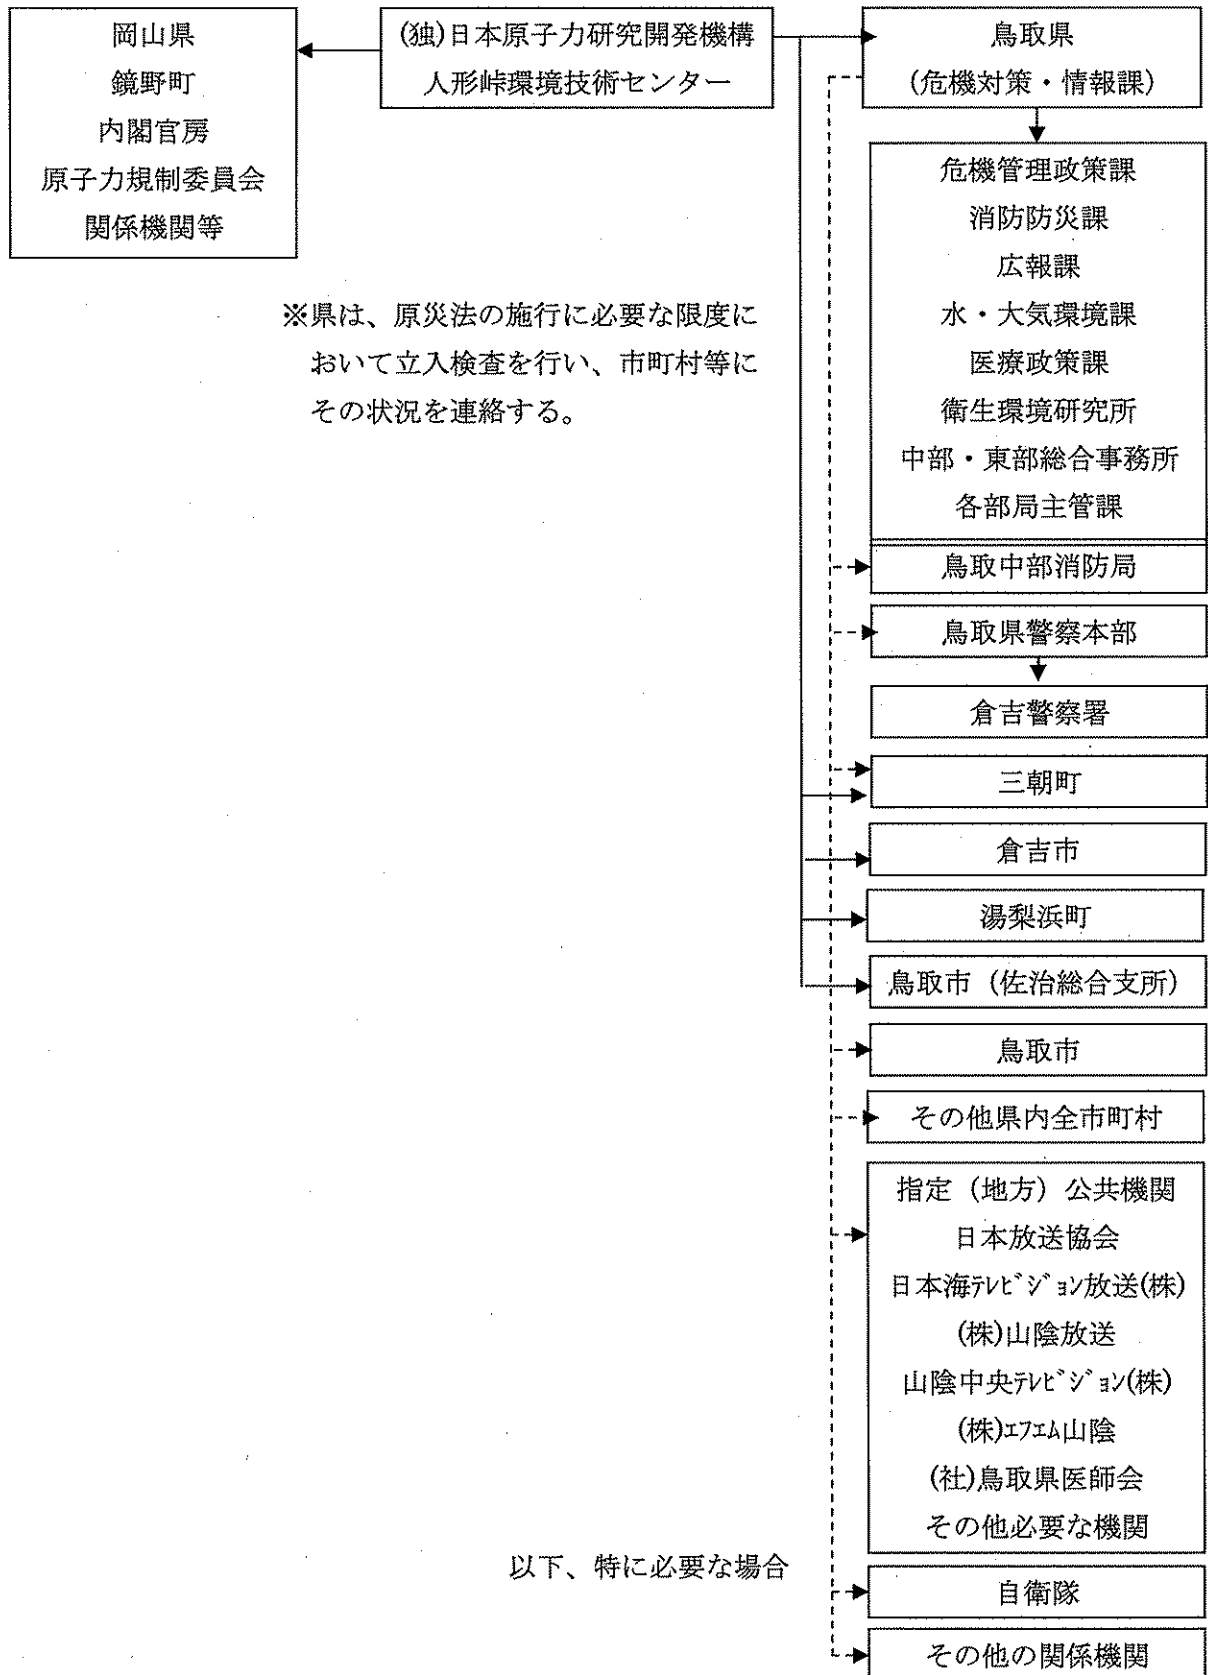 岡山県
鏡野町
内閣官房
原子力規制委員会
関係機関等
(独)日本原子力研究開発機構
人形峠環境技術センター
鳥取県
(危機対策・情報課)
危機管理政策課
消防防災課
広報課
水・大気環境課
医療政策課
衛生環境研究所
中部・東部総合事務所
各部局主管課
※県は、原災法の施行に必要な限度に
おいて立入検査を行い、市町村等に
その状況を連絡する。
鳥取中部消防局
鳥取県警察本部
倉吉警察署
三朝町
倉吉市
湯梨浜町
鳥取市（佐治総合支所）
鳥取市
その他県内全市町村
指定（地方）公共機関
日本放送協会
日本海ﾃﾚﾋﾞｼﾞｮﾝ放送(株)
(株)山陰放送
山陰中央ﾃﾚﾋﾞｼﾞｮﾝ(株)
(株)ｴﾌｴﾑ山陰
(社)鳥取県医師会
その他必要な機関
以下、特に必要な場合
自衛隊
その他の関係機関